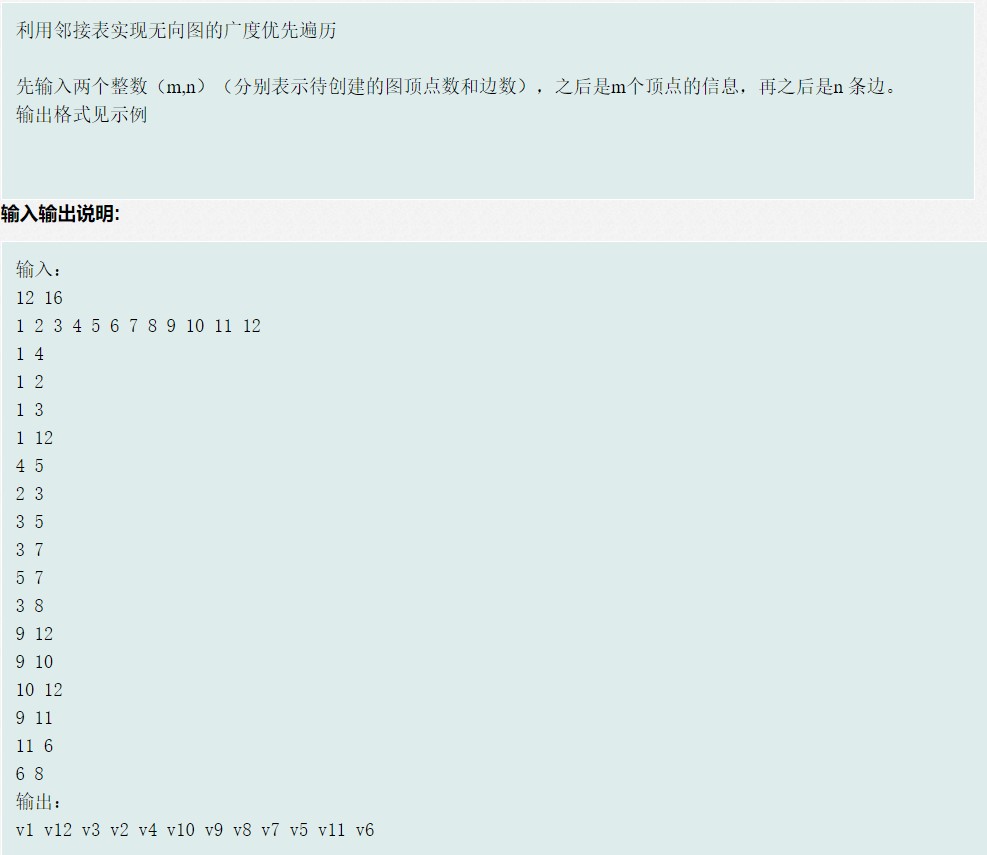 利用邻接表实现无向图的广度优先遍历
先输入两个整数（m,n）（分别表示待创建的图顶点数和边数），之后是m个顶点的信息，再之后是n 条边。
输出格式见示例
输入输出说明:
输入：
12 16
1 2 3 4 5 6 7 8 9 10 11 12
1 4
1 2
1 3
1 12
4 5
2 3
3 5
3 7
5 7
3 8
9 12
9 10
10 12
9 11
11 6
6 8
输出：
v1 v12 v3 v2 v4 v10 v9 v8 v7 v5 v11 v6